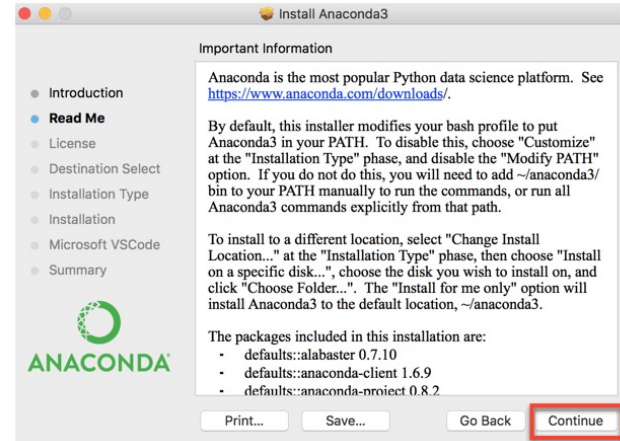 Install Anaconda3
Important Information
Introduction
Read Me
License
Destination Select
Installation Type
Installation
Microsoft VSCode
Summary
ANACONDA
Anaconda is the most popular Python data science platform.  See
https://www.anaconda.com/downloads/.
By default, this installer modifies your bash profile to put
Anaconda3 in your PATH.  To disable this, choose "Customize"
at the "Installation Type" phase, and disable the "Modify PATH"
option.  If you do not do this, you will need to add ~/anaconda3/
bin to your PATH manually to run the commands, or run all
Anaconda3 commands explicitly from that path.
To install to a different location, select "Change Install
Location..." at the "Installation Type" phase, then choose "Install
on a specific disk...", choose the disk you wish to install on, and
click "Choose Folder...".  The "Install for me only" option will
install Anaconda3 to the default location, ~/anaconda3.
The packages included in this installation are:
- defaults::alabaster 0.7.10
- defaults::anaconda-client 1.6.9
- defaults::anaconda-project 0.8.2
Print...
Save...
Go Back
Continue